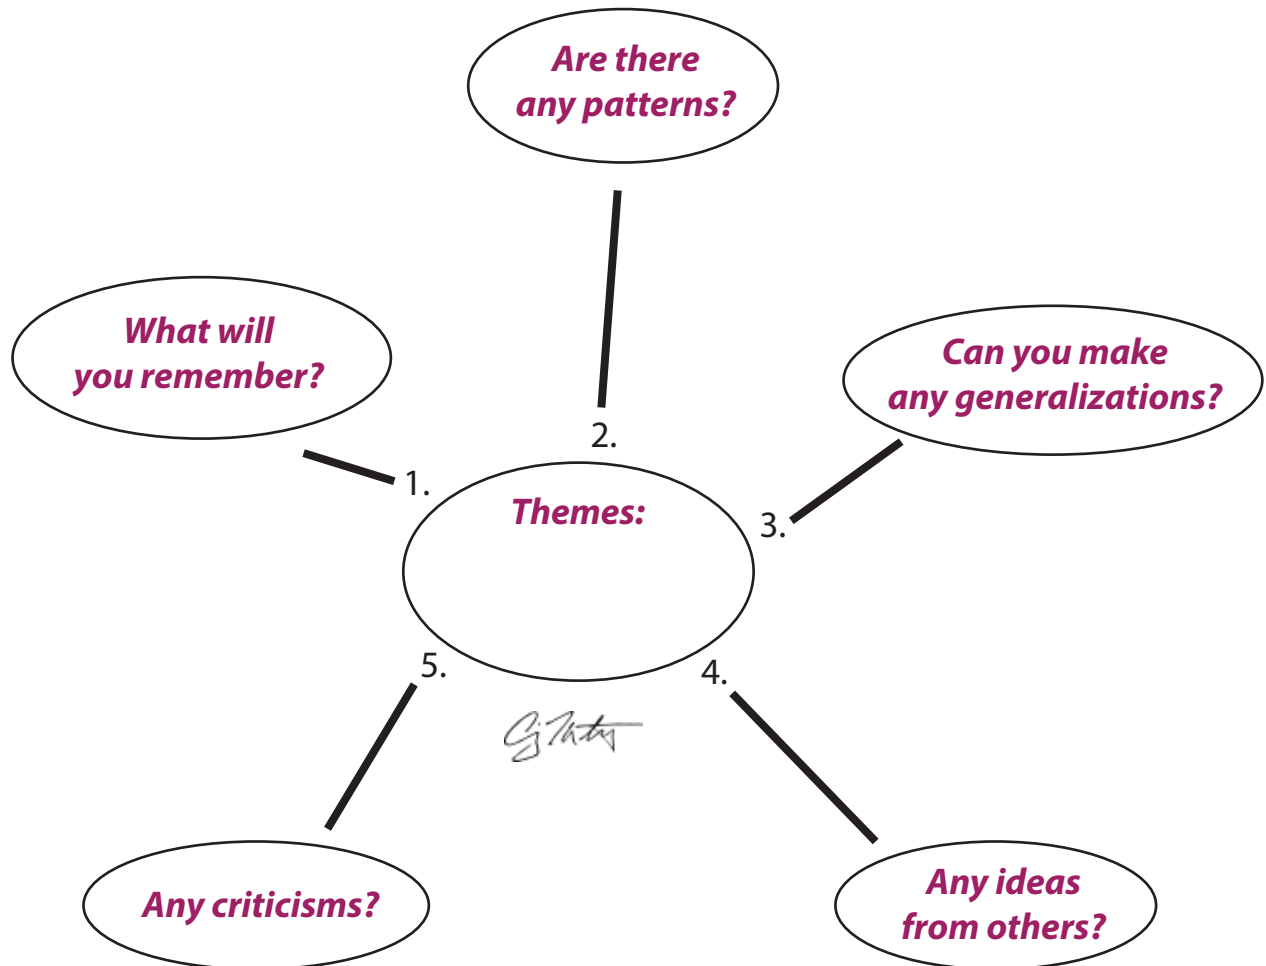 Are there
any patterns?
What will
you remember?
Can you make
any generalizations?
2.
1.
Themes:
3.
5.
4.
Any criticisms?
Any ideas
from others?